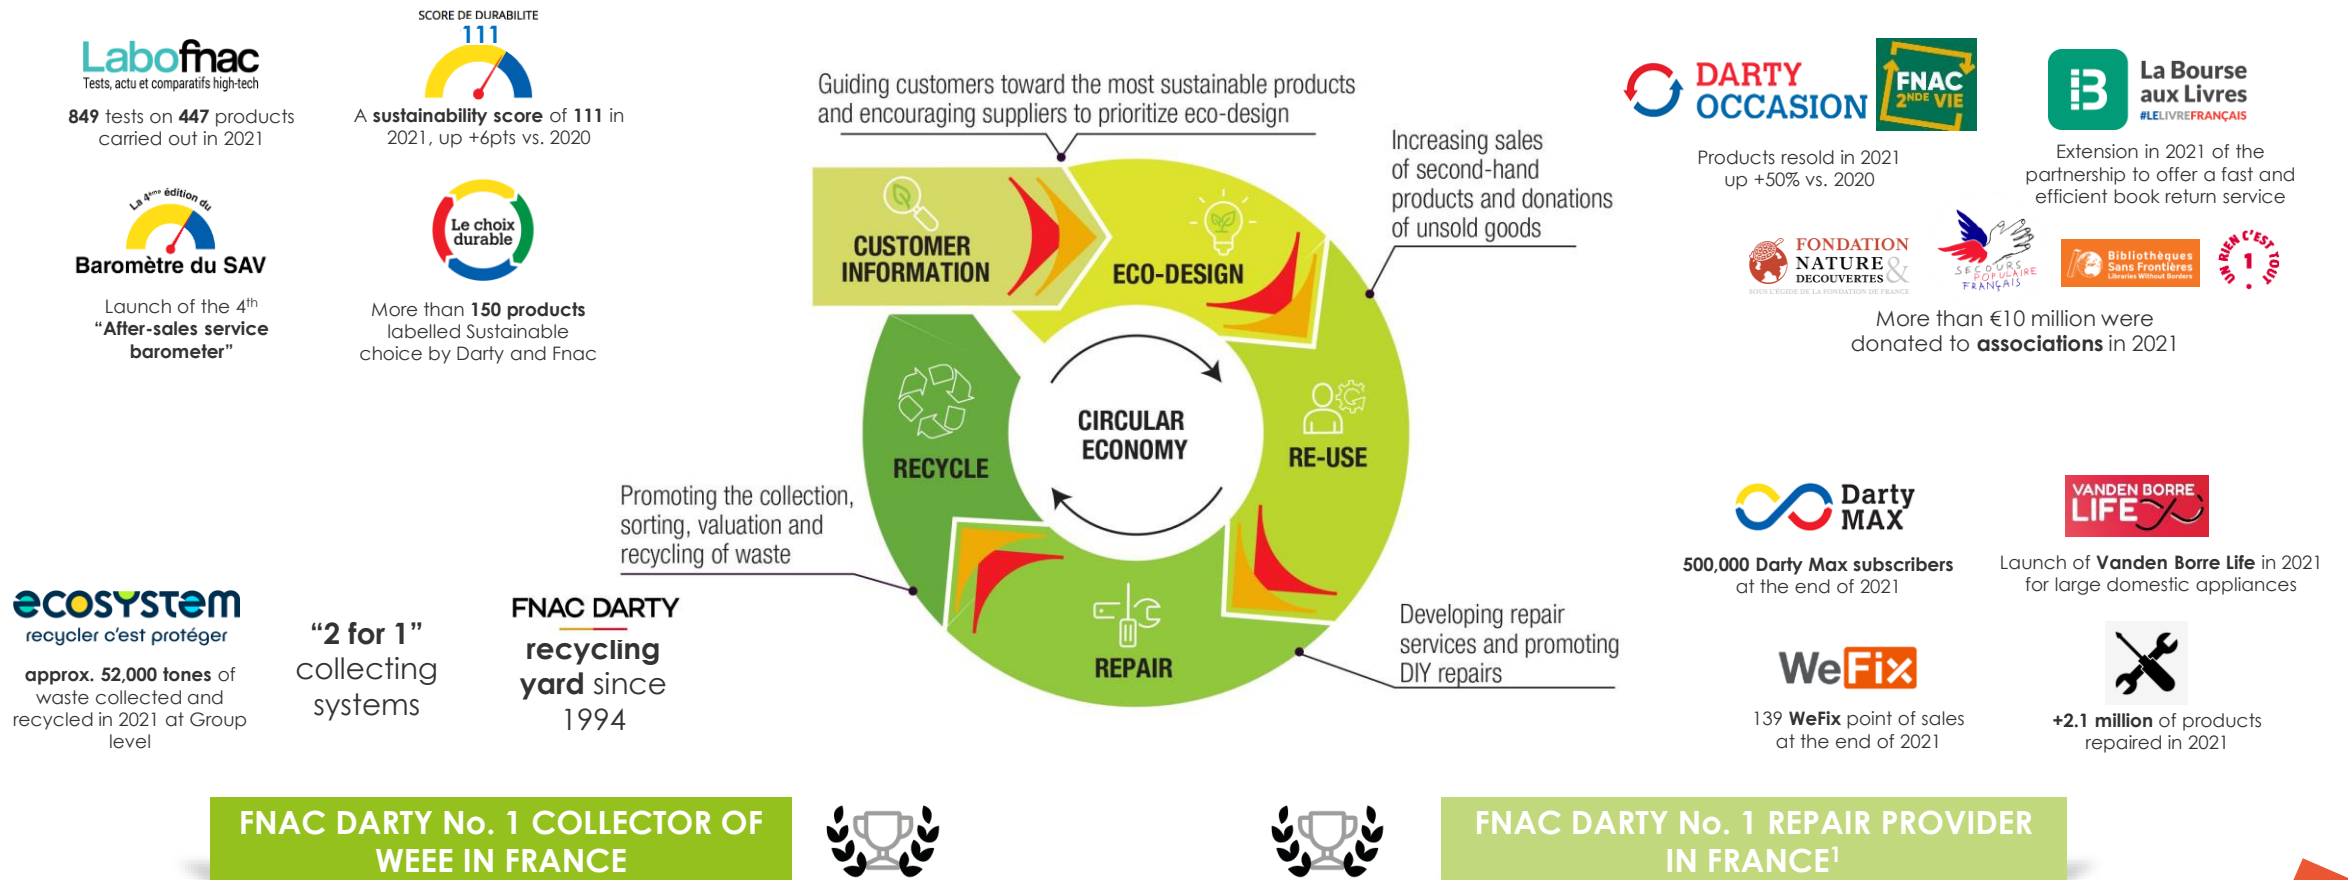 Labofnac
Tests, actu et comparatifs high-tech
849 tests on 447 products
carried out in 2021
SCORE DE DURABILITE
111
A sustainability score of 111 in
2021, up +6pts vs. 2020
La 4ème édition du
Baromètre du SAV
Launch of the 4th
“After-sales service
barometer”
Le choix
durable
More than 150 products
labelled Sustainable
choice by Darty and Fnac
Guiding customers toward the most sustainable products
and encouraging suppliers to prioritize eco-design
CUSTOMER
INFORMATION
ECO-DESIGN
RE-USE
REPAIR
RECYCLE
CIRCULAR
ECONOMY
Increasing sales
of second-hand
products and donations
of unsold goods
Promoting the collection,
sorting, valuation and
recycling of waste
Developing repair
services and promoting
DIY repairs
DARTY
OCCASION
FNAC
2NDE VIE
Products resold in 2021
up +50% vs. 2020
La Bourse
aux Livres
#LELIVREFRANÇAIS
Extension in 2021 of the
partnership to offer a fast and
efficient book return service
FONDATION
NATURE &
DECOUVERTES
SOUS L'ÉGIDE DE LA FONDATION DE FRANCE
SECOURS
POPULAIRE
FRANÇAIS
Bibliothèques
Sans Frontières
Libraries Without Borders
UN RIEN C'EST TOUT
1
More than €10 million were
donated to associations in 2021
ecosystem
recycler c'est protéger
approx. 52,000 tones of
waste collected and
recycled in 2021 at Group
level
“2 for 1”
collecting
systems
FNAC DARTY
recycling
yard since
1994
Darty
MAX
500,000 Darty Max subscribers
at the end of 2021
VANDEN BORRE
LIFE
Launch of Vanden Borre Life in 2021
for large domestic appliances
WeFix
139 WeFix point of sales
at the end of 2021
+2.1 million of products
repaired in 2021
FNAC DARTY No. 1 COLLECTOR OF
WEEE IN FRANCE
FNAC DARTY No. 1 REPAIR PROVIDER
IN FRANCE1